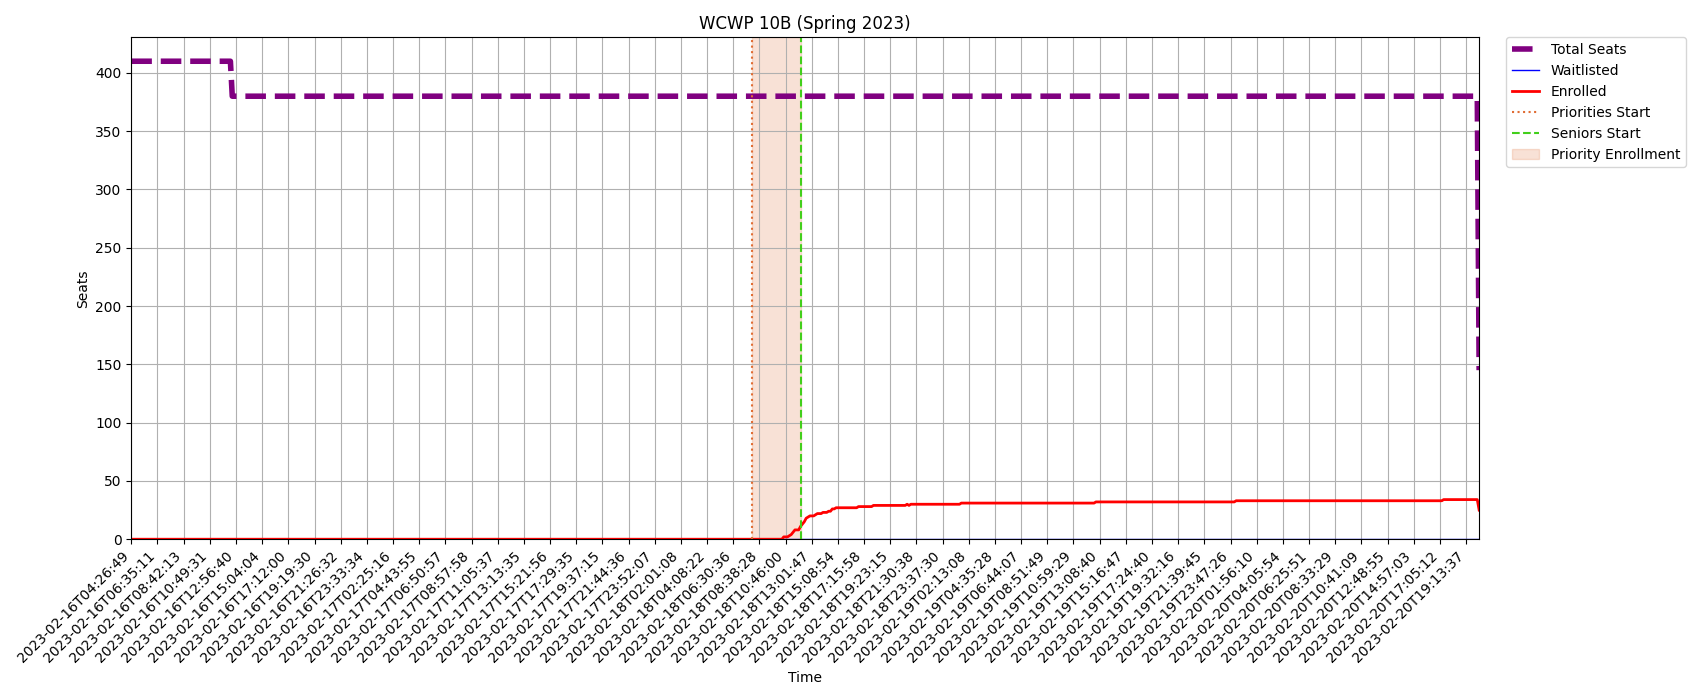 WCWP 10B (Spring 2023)
Total Seats
Waitlisted
Enrolled
Priorities Start
Seniors Start
Priority Enrollment
Seats
400
350
300
250
200
150
100
50
0
2023-02-16T04:26:49
2023-02-16T06:35:11
2023-02-16T08:42:13
2023-02-16T10:49:31
2023-02-16T12:56:40
2023-02-16T15:04:04
2023-02-16T17:12:00
2023-02-16T19:19:30
2023-02-16T21:26:32
2023-02-16T23:33:34
2023-02-17T02:25:16
2023-02-17T04:43:55
2023-02-17T06:50:57
2023-02-17T08:57:58
2023-02-17T11:05:37
2023-02-17T13:13:35
2023-02-17T15:21:56
2023-02-17T17:29:35
2023-02-17T19:37:15
2023-02-17T21:44:36
2023-02-17T23:52:07
2023-02-18T02:01:08
2023-02-18T04:08:22
2023-02-18T06:30:36
2023-02-18T08:38:28
2023-02-18T10:46:00
2023-02-18T13:01:47
2023-02-18T15:08:54
2023-02-18T17:15:58
2023-02-18T19:23:15
2023-02-18T21:30:38
2023-02-18T23:37:30
2023-02-19T02:13:08
2023-02-19T04:35:28
2023-02-19T06:44:07
2023-02-19T08:51:49
2023-02-19T10:59:29
2023-02-19T13:08:40
2023-02-19T15:16:47
2023-02-19T17:24:40
2023-02-19T19:32:16
2023-02-19T21:39:45
2023-02-19T23:47:26
2023-02-20T01:56:10
2023-02-20T04:05:54
2023-02-20T06:25:51
2023-02-20T08:33:29
2023-02-20T10:41:09
2023-02-20T12:48:55
2023-02-20T14:57:03
2023-02-20T17:05:12
2023-02-20T19:13:37
Time